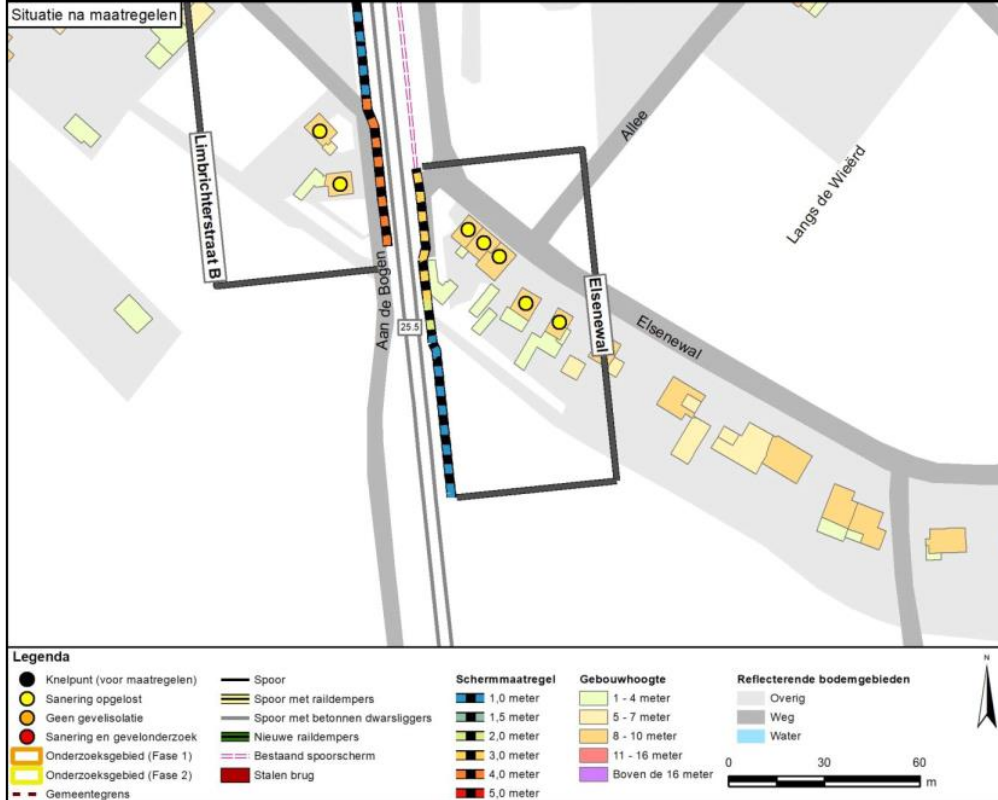 Situatie na maatregelen
Limbrichterstraat B
Aan de Bogen
25.5
Allee
Langs de Wieërd
Elsenewal
Elsenewal
Legenda
Knelpunt (voor maatregelen)
Sanering opgelost
Geen gevelisolatie
Sanering en gevelonderzoek
Onderzoeksgebied (Fase 1)
Onderzoeksgebied (Fase 2)
Gemeentegrens
Spoor
Spoor met raildempers
Spoor met betonnen dwarsliggers
Nieuwe raildempers
Bestaand spoorscherm
Stalen brug
Schermmaatregel
1,0 meter
1,5 meter
2,0 meter
3,0 meter
4,0 meter
5,0 meter
Gebouwhoogte
1 - 4 meter
5 - 7 meter
8 - 10 meter
11 - 16 meter
Boven de 16 meter
Reflecterende bodemgebieden
Overig
Weg
Water
N
0 30 60
m